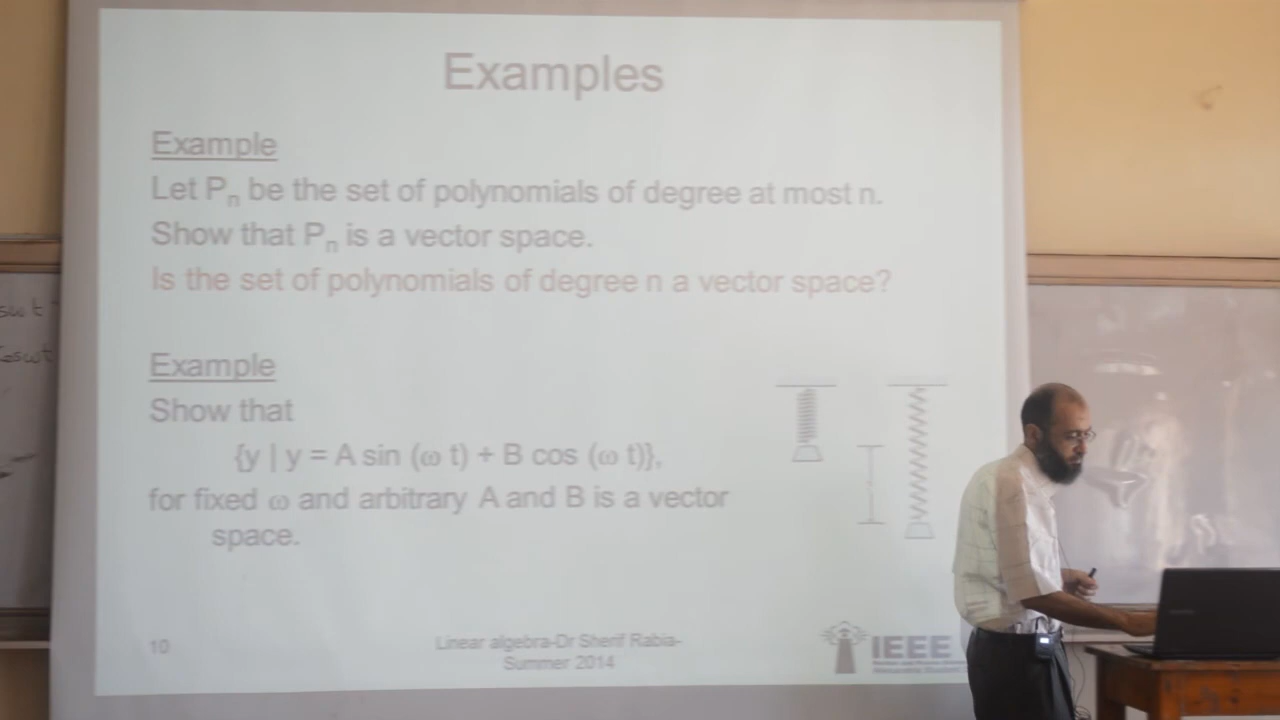 Examples
Example
Let Pn be the set of polynomials of degree at most n.
Show that Pn is a vector space.
Is the set of polynomials of degree n a vector space?
Example
Show that
{y | y = A sin (ω t) + B cos (ω t)},
for fixed ω and arbitrary A and B is a vector
space.
10
Linear algebra-Dr Sherif Rabia-
Summer 2014
IEEE